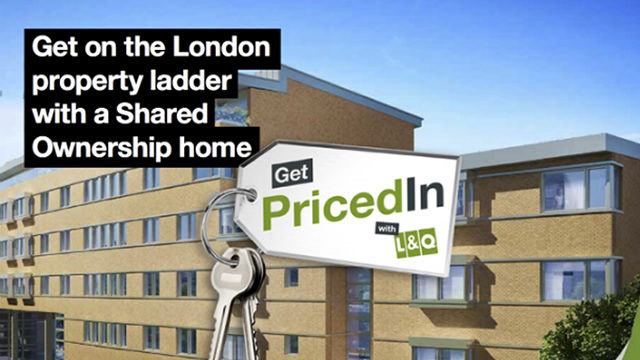 Get on the London
property ladder
with a Shared
Ownership home
Get
PricedIn
with
L&Q